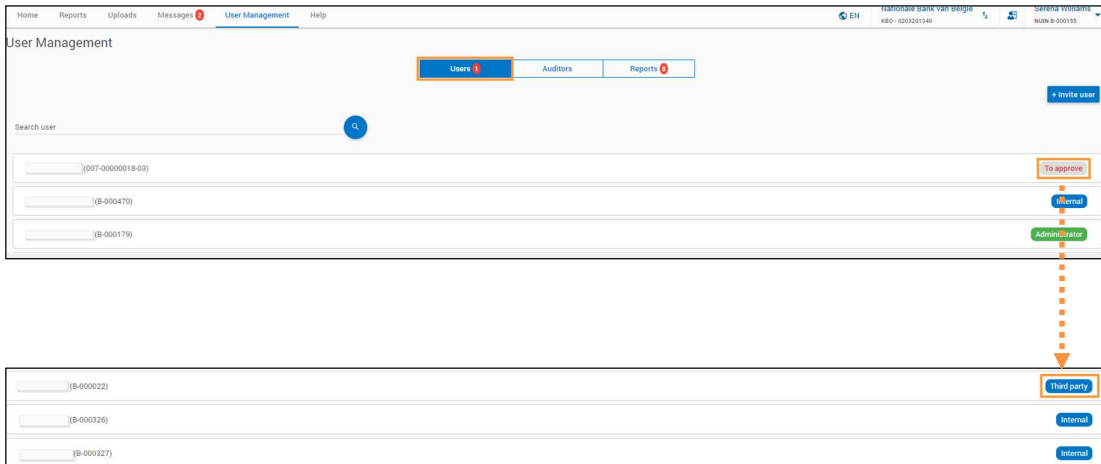 Home Reports Uploads Messages 2 User Management Help EN Nationale Bank van België Serena Williams
KBO - 0203201340 NUIN B-000155
User Management
Users 1 Auditors Reports 8
+ Invite user
Search user
(007-00000018-03) To approve
(B-000470) Internal
(B-000179) Administrator
(B-000022) Third party
(B-000326) Internal
(B-000327) Internal